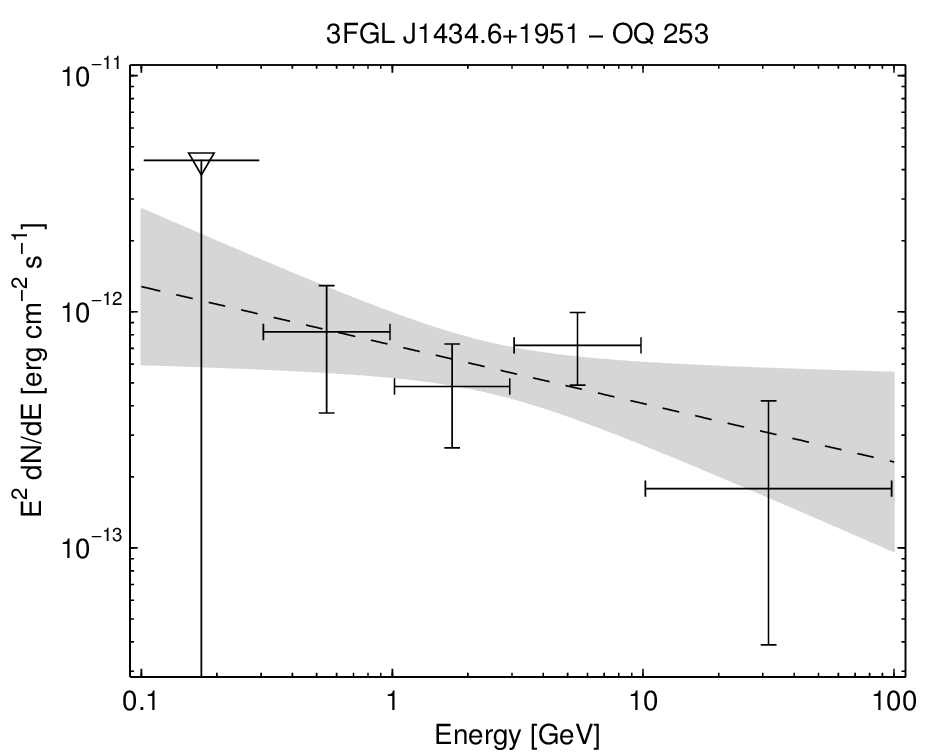 3FGL J1434.6+1951 − OQ 253
10⁻¹¹
10⁻¹²
10⁻¹³
E² dN/dE [erg cm⁻² s⁻¹]
0.1 1 10 100
Energy [GeV]